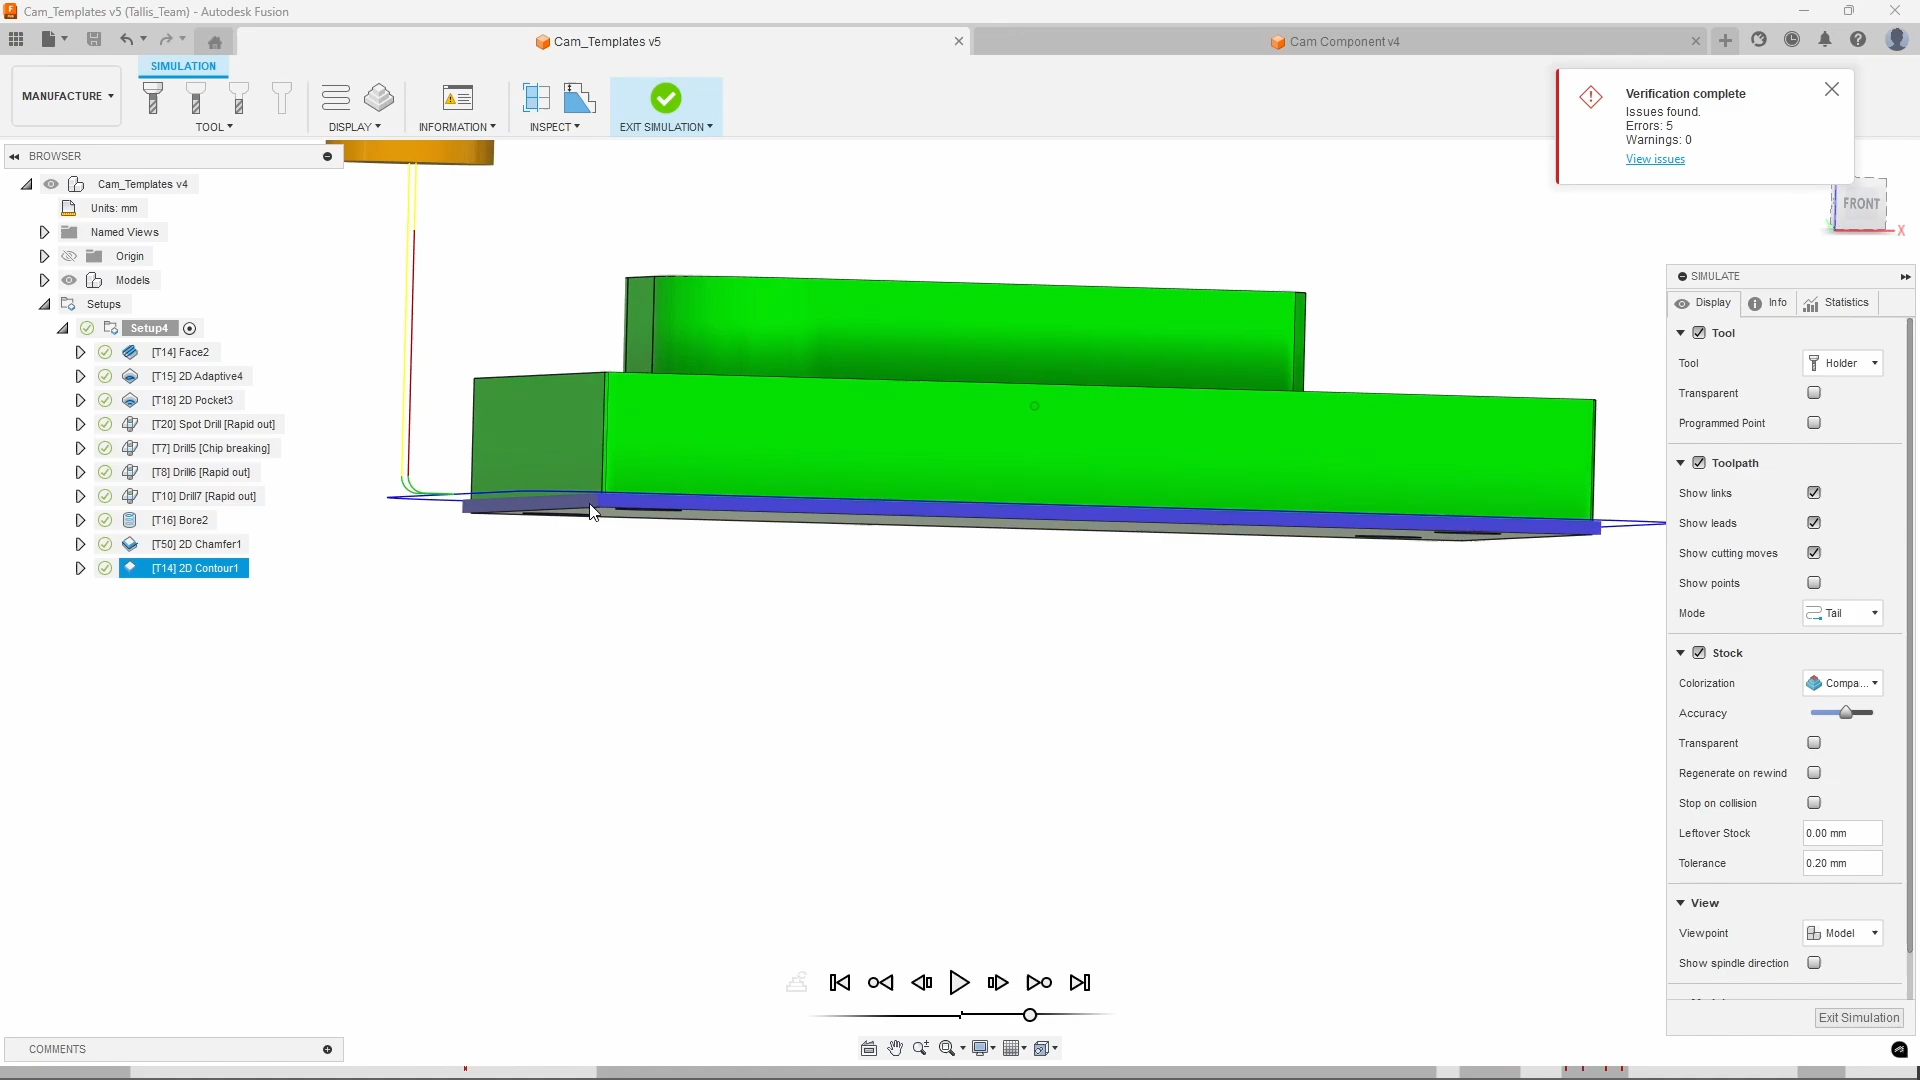 Cam_Templates v5 (Tallis_Team) - Autodesk Fusion
Cam_Templates v5
Cam Component v4
MANUFACTURE
SIMULATION
TOOL
DISPLAY
INFORMATION
INSPECT
EXIT SIMULATION
Verification complete
Issues found.
Errors: 5
Warnings: 0
View issues
BROWSER
Cam_Templates v4
Units: mm
Named Views
Origin
Models
Setups
Setup4
[T14] Face2
[T15] 2D Adaptive4
[T18] 2D Pocket3
[T20] Spot Drill [Rapid out]
[T7] Drill5 [Chip breaking]
[T8] Drill6 [Rapid out]
[T10] Drill7 [Rapid out]
[T16] Bore2
[T50] 2D Chamfer1
[T14] 2D Contour1
FRONT
X
SIMULATE
Display
Info
Statistics
Tool
Tool
Holder
Transparent
Programmed Point
Toolpath
Show links
Show leads
Show cutting moves
Show points
Mode
Tail
Stock
Colorization
Compa...
Accuracy
Transparent
Regenerate on rewind
Stop on collision
Leftover Stock
0.00 mm
Tolerance
0.20 mm
View
Viewpoint
Model
Show spindle direction
Exit Simulation
COMMENTS